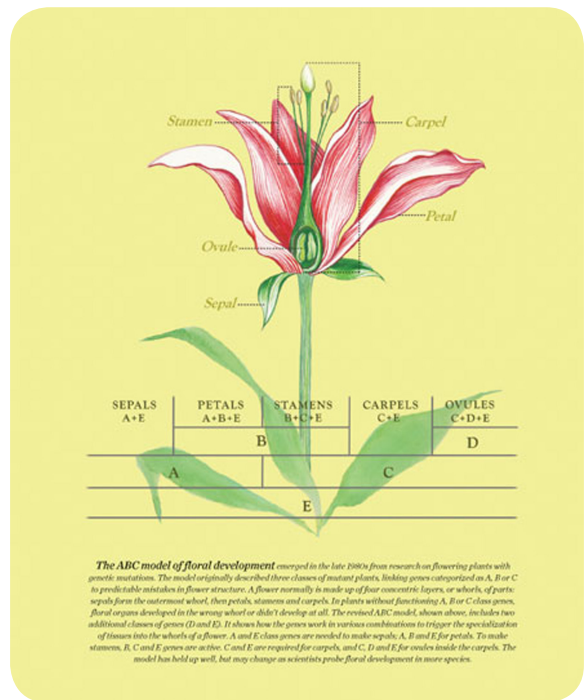 Stamen
Carpel
Petal
Ovule
Sepal
SEPALS PETALS STAMENS CARPELS OVULES
A+E A+B+E B+C+E C+E C+D+E
B D
A C
E
The ABC model of floral development emerged in the late 1980s from research on flowering plants with
genetic mutations. The model originally described three classes of mutant plants, linking genes categorized as A, B or C
to predictable mistakes in flower structure. A flower normally is made up of four concentric layers, or whorls, of parts:
sepals form the outermost whorl, then petals, stamens and carpels. In plants without functioning A, B or C class genes,
floral organs developed in the wrong whorl or didn't develop at all. The revised ABC model, shown above, includes two
additional classes of genes (D and E). It shows how the genes work in various combinations to trigger the specialization
of tissues into the whorls of a flower. A and E class genes are needed to make sepals; A, B and E for petals. To make
stamens, B, C and E genes are active. C and E are required for carpels, and C, D and E for ovules inside the carpels. The
model has held up well, but may change as scientists probe floral development in more species.